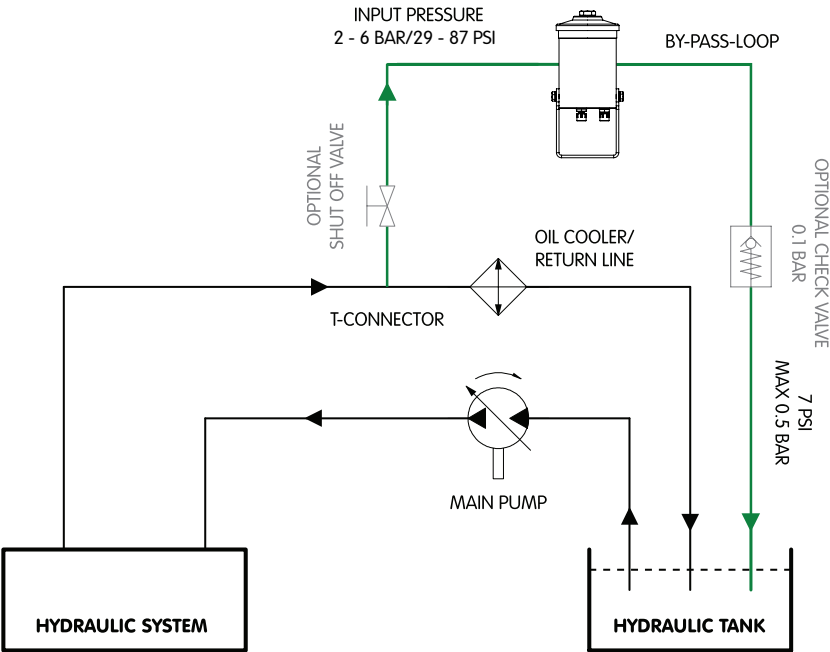 INPUT PRESSURE
2 - 6 BAR/29 - 87 PSI
BY-PASS-LOOP
OPTIONAL
SHUT OFF VALVE
OIL COOLER/
RETURN LINE
OPTIONAL CHECK VALVE
0.1 BAR
T-CONNECTOR
7 PSI
MAX 0.5 BAR
MAIN PUMP
HYDRAULIC SYSTEM
HYDRAULIC TANK